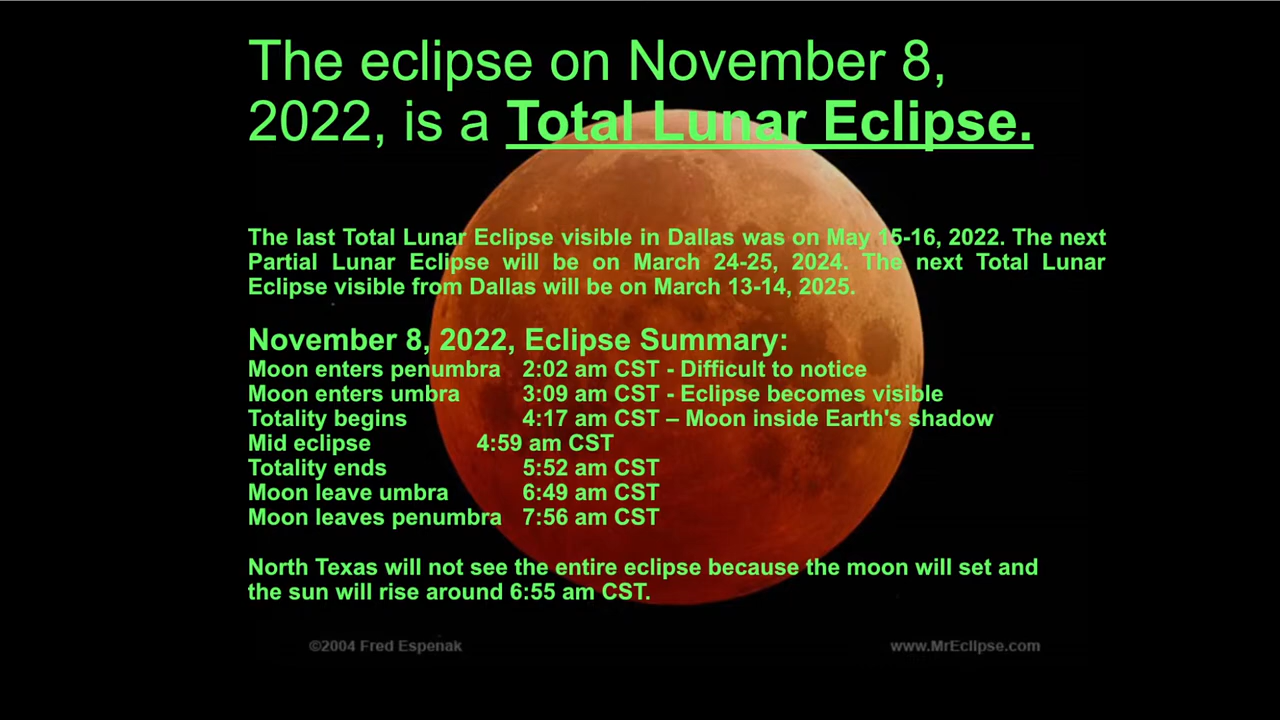 The eclipse on November 8,
2022, is a Total Lunar Eclipse.
The last Total Lunar Eclipse visible in Dallas was on May 15-16, 2022. The next
Partial Lunar Eclipse will be on March 24-25, 2024. The next Total Lunar
Eclipse visible from Dallas will be on March 13-14, 2025.
November 8, 2022, Eclipse Summary:
Moon enters penumbra 2:02 am CST - Difficult to notice
Moon enters umbra 3:09 am CST - Eclipse becomes visible
Totality begins 4:17 am CST – Moon inside Earth's shadow
Mid eclipse 4:59 am CST
Totality ends 5:52 am CST
Moon leave umbra 6:49 am CST
Moon leaves penumbra 7:56 am CST
North Texas will not see the entire eclipse because the moon will set and
the sun will rise around 6:55 am CST.
©2004 Fred Espenak www.MrEclipse.com